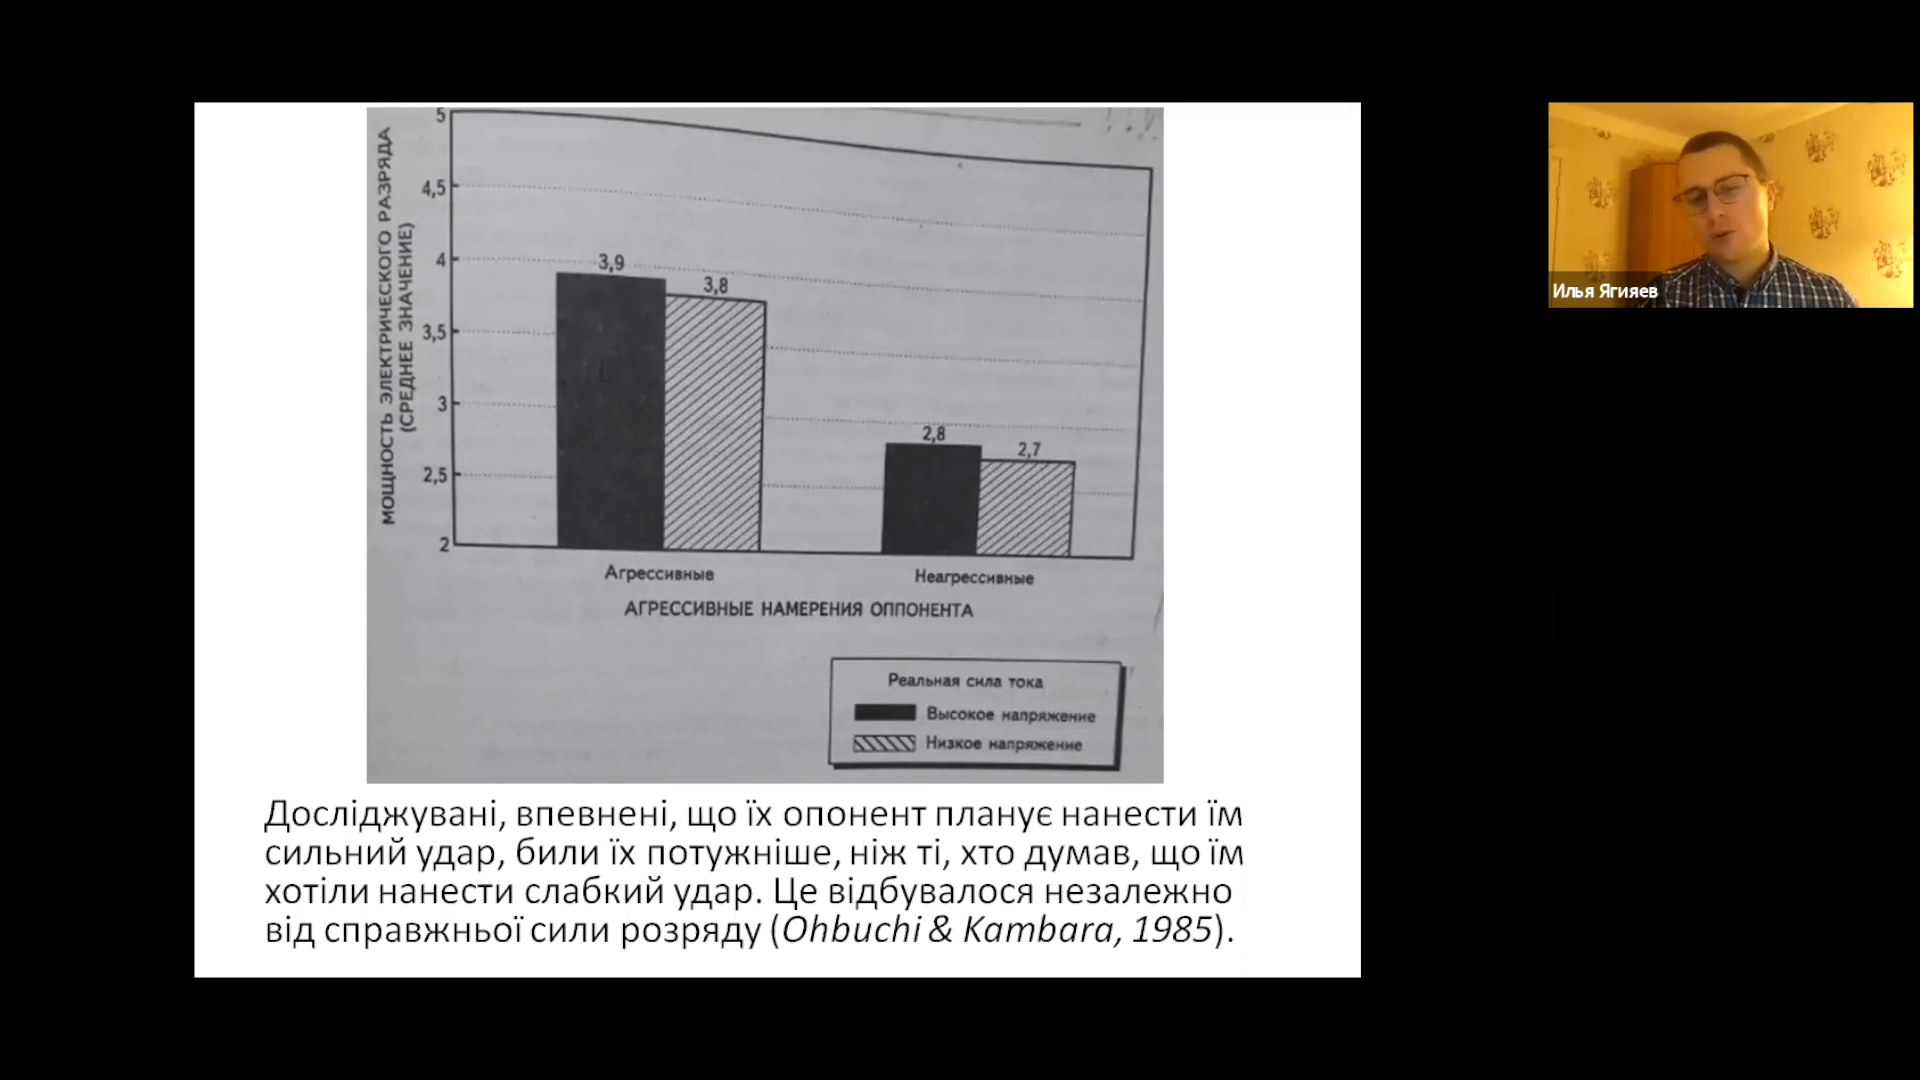 МОЩНОСТЬ ЭЛЕКТРИЧЕСКОГО РАЗРЯДА
(СРЕДНЕЕ ЗНАЧЕНИЕ)
5
4,5
4
3,5
3
2,5
2
3,9
3,8
2,8
2,7
Агрессивные
Неагрессивные
АГРЕССИВНЫЕ НАМЕРЕНИЯ ОППОНЕНТА
Реальная сила тока
Высокое напряжение
Низкое напряжение
Досліджувані, впевнені, що їх опонент планує нанести їм
сильний удар, били їх потужніше, ніж ті, хто думав, що їм
хотіли нанести слабкий удар. Це відбувалося незалежно
від справжньої сили розряду (Ohbuchi & Kambara, 1985).
Илья Ягияев